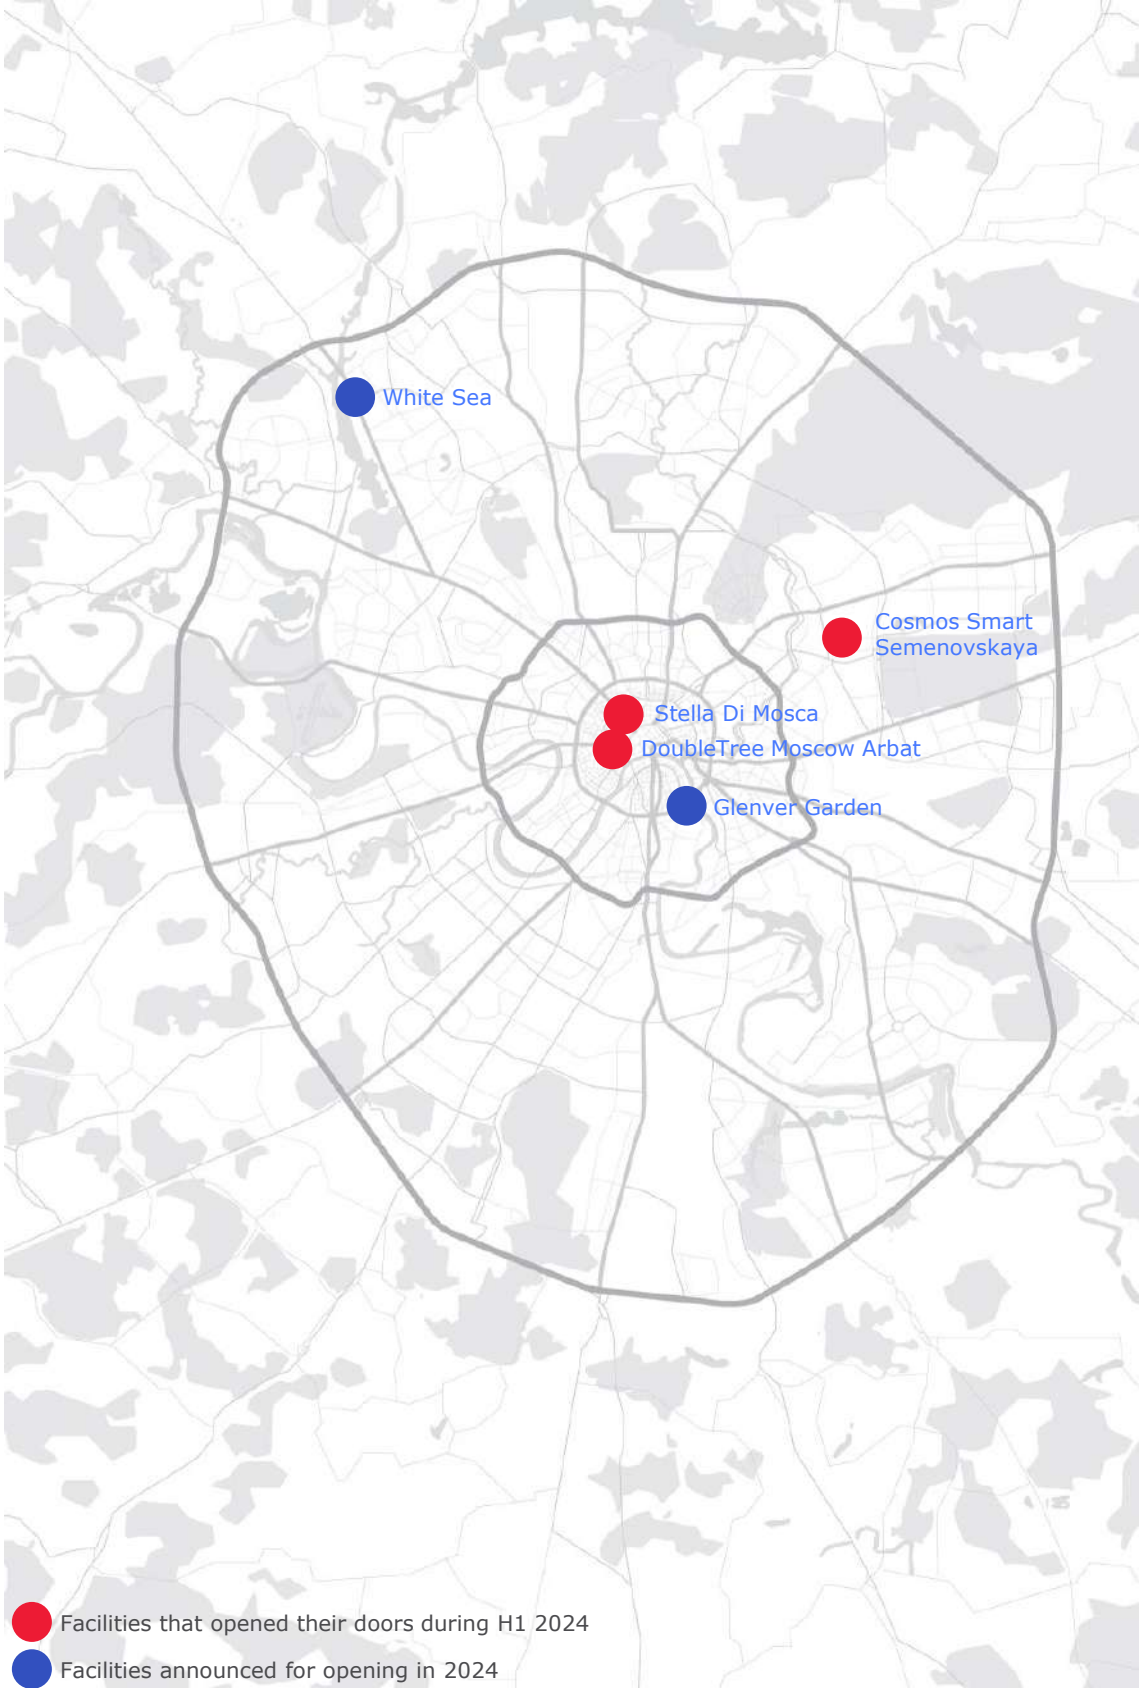 White Sea
Cosmos Smart
Semenovskaya
Stella Di Mosca
DoubleTree Moscow Arbat
Glenver Garden
Facilities that opened their doors during H1 2024
Facilities announced for opening in 2024